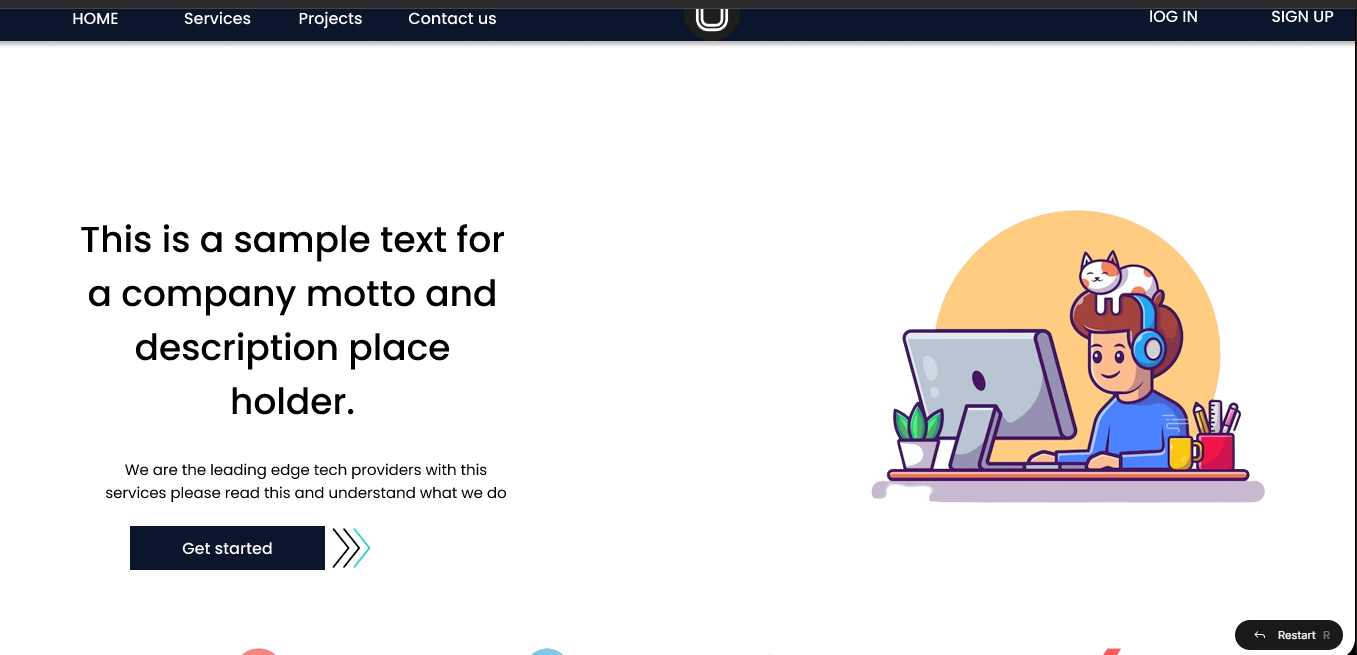 HOME Services Projects Contact us lOG IN SIGN UP
This is a sample text for
a company motto and
description place
holder.
We are the leading edge tech providers with this
services please read this and understand what we do
Get started
Restart R